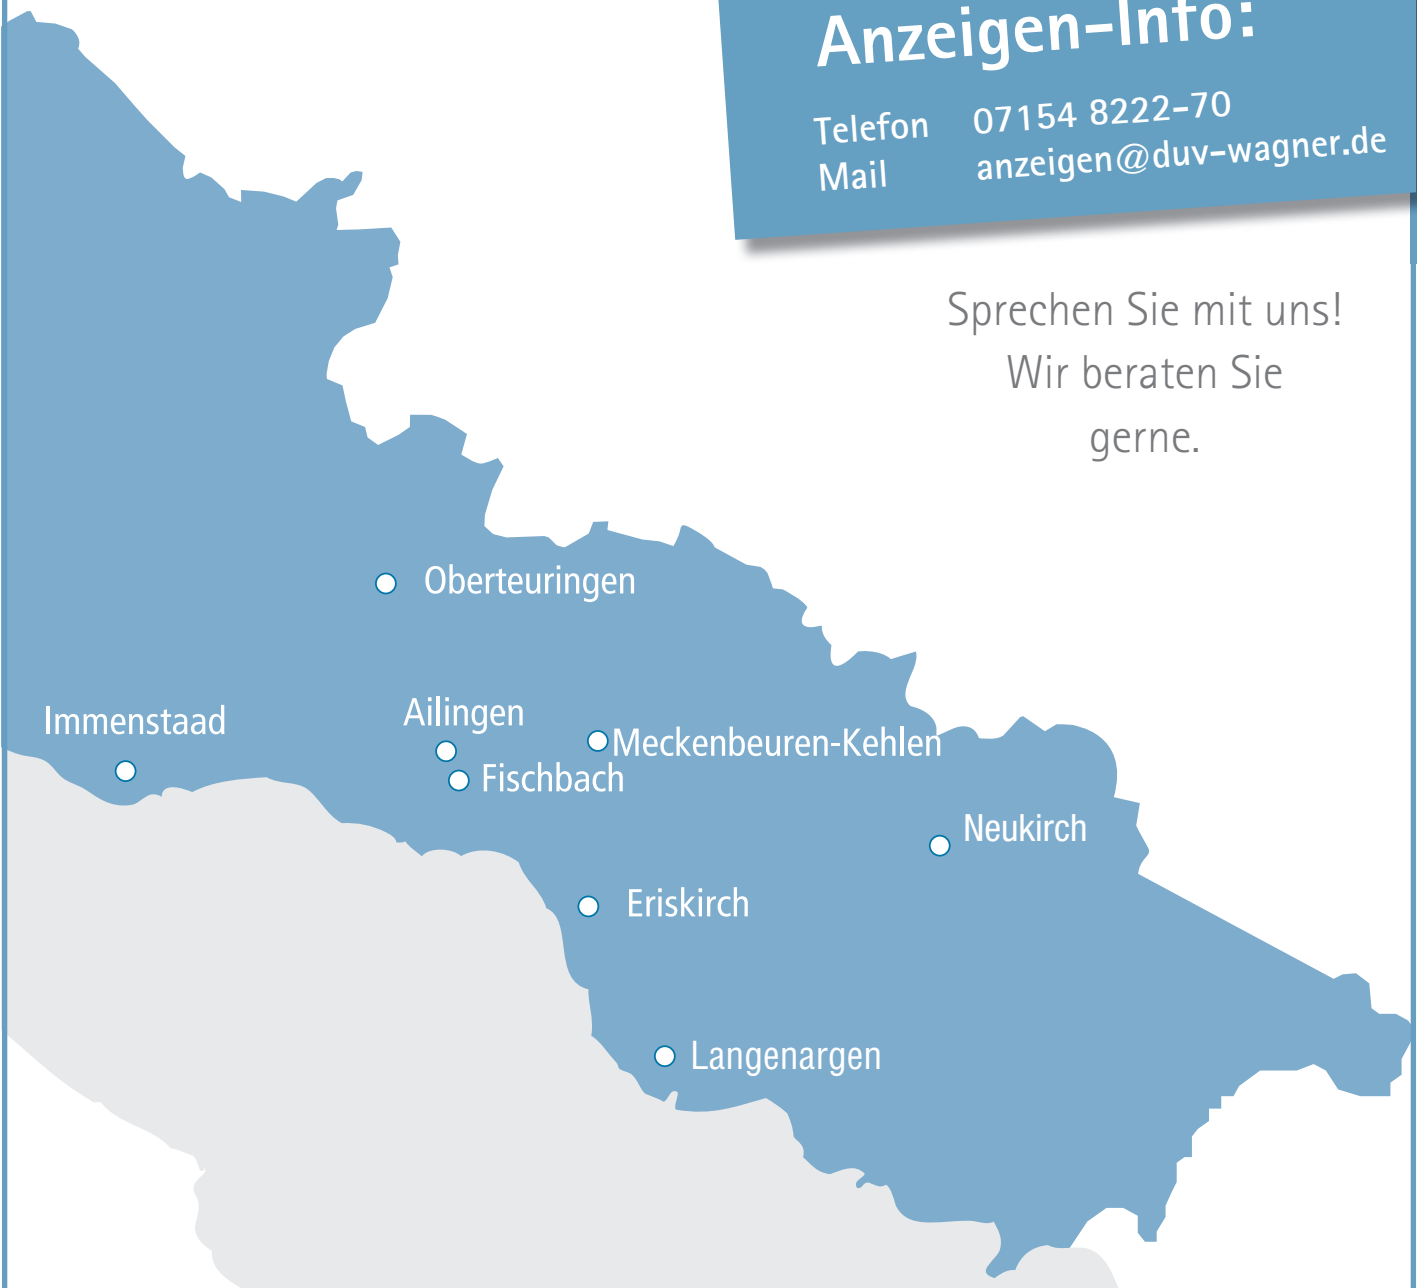 Anzeigen-Info:
Telefon 07154 8222-70
Mail anzeigen@duv-wagner.de
Sprechen Sie mit uns!
Wir beraten Sie
gerne.
Oberteuringen
Immenstaad
Ailingen
Meckenbeuren-Kehlen
Fischbach
Neukirch
Eriskirch
Langenargen